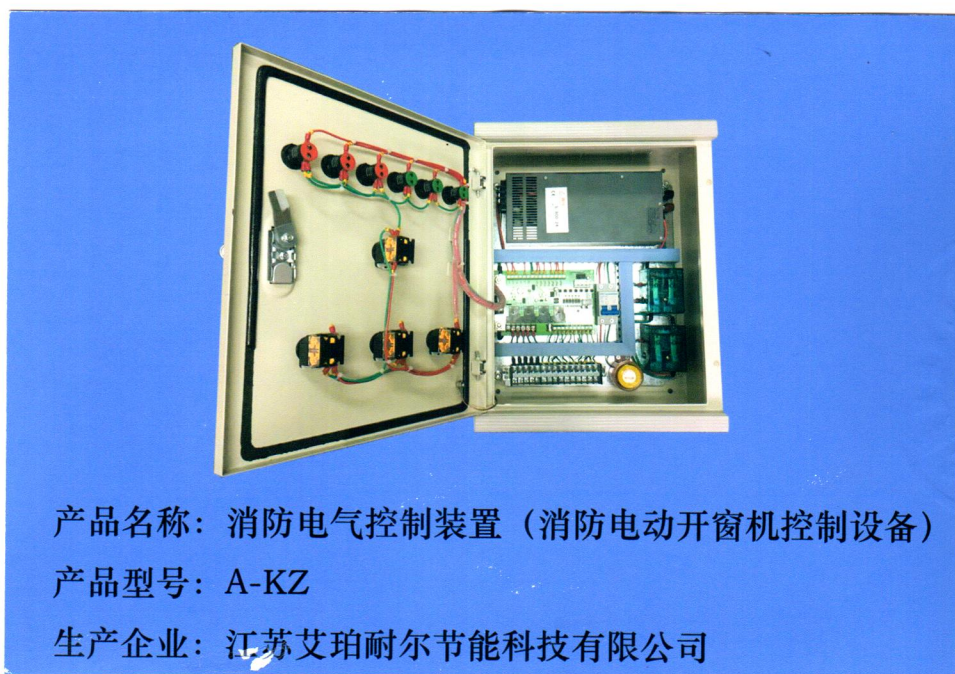 产品名称：消防电气控制装置（消防电动开窗机控制设备）
产品型号：A-KZ
生产企业：江苏艾珀耐尔节能科技有限公司